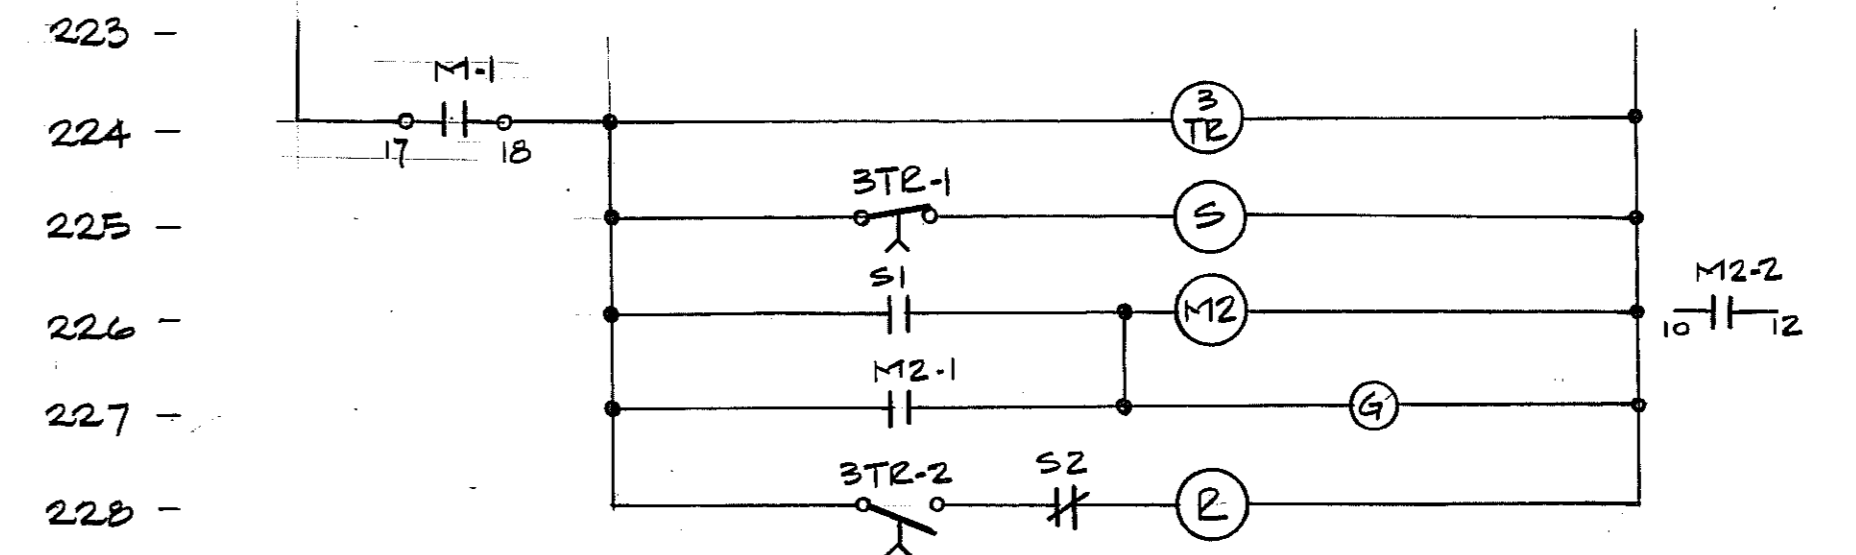 223 -
M-1
3
TR
224 -
17
18
3TR-1
225 -
S
S1
M2-2
226 -
M2
10
12
M2-1
227 -
G
3TR-2
S2
228 -
R